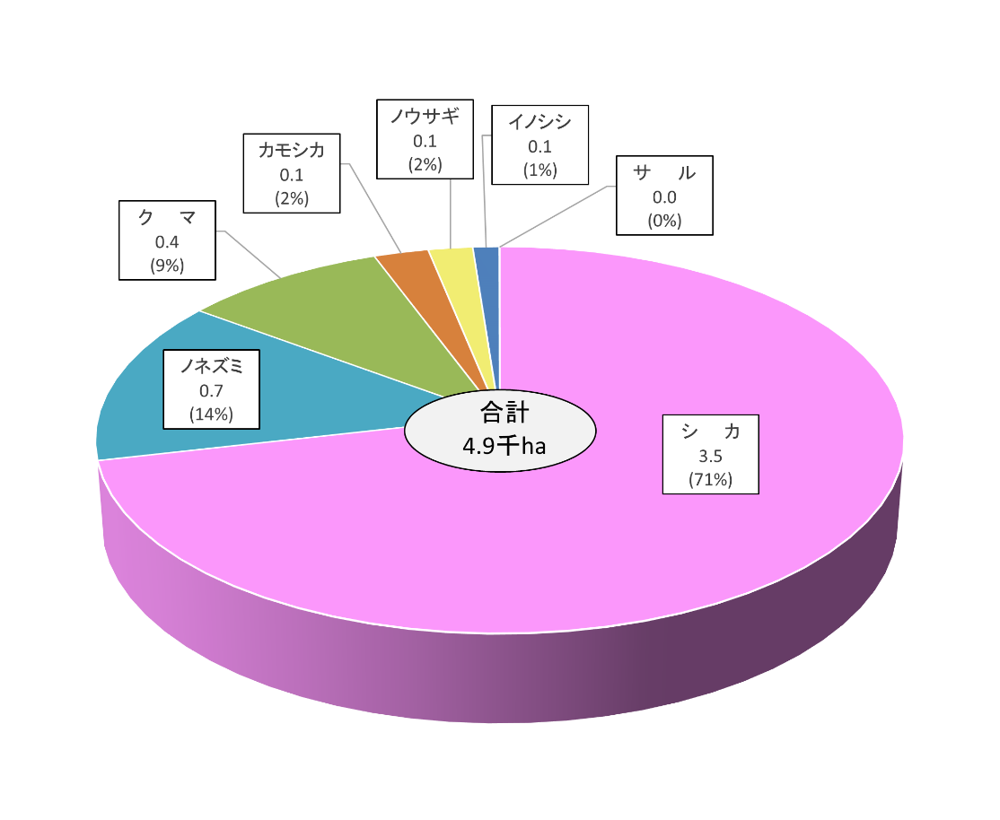 ノウサギ
0.1
(2%)
イノシシ
0.1
(1%)
カモシカ
0.1
(2%)
サ ル
0.0
(0%)
ク マ
0.4
(9%)
ノネズミ
0.7
(14%)
合計
4.9千ha
シ カ
3.5
(71%)